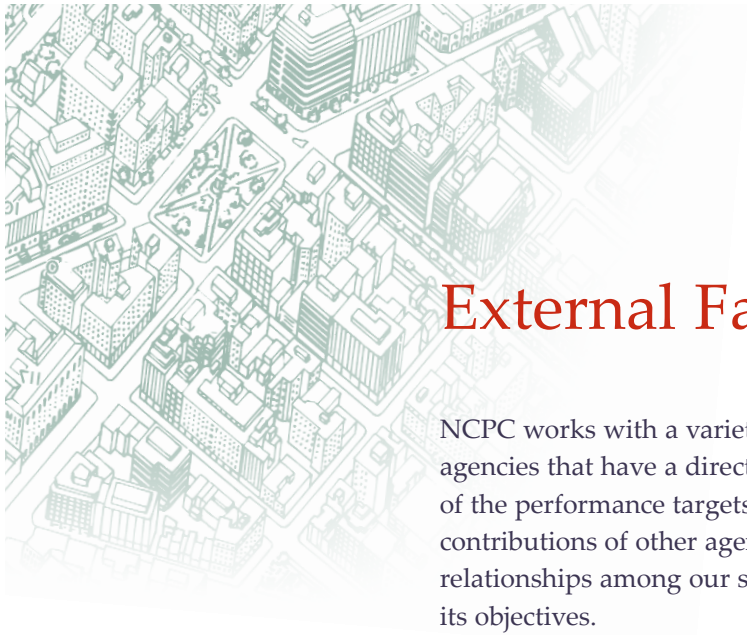 External Fa
NCPC works with a variet
agencies that have a direct
of the performance targets
contributions of other agen
relationships among our s
its objectives.